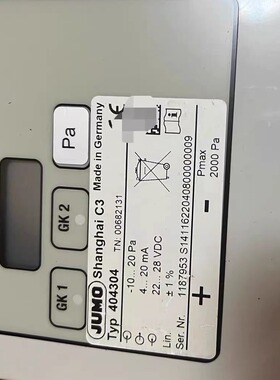 Pa
GK 2
GK 1
JUMO Shanghai C3 Made in Germany
Typ 404304 TN: 00682131
-10... 20 Pa
4... 20 mA
22... 28 VDC
Lin. ± 1 %
Ser. Nr. 1187953 S1411622040800000009
Pmax
2000 Pa
-
+
CE